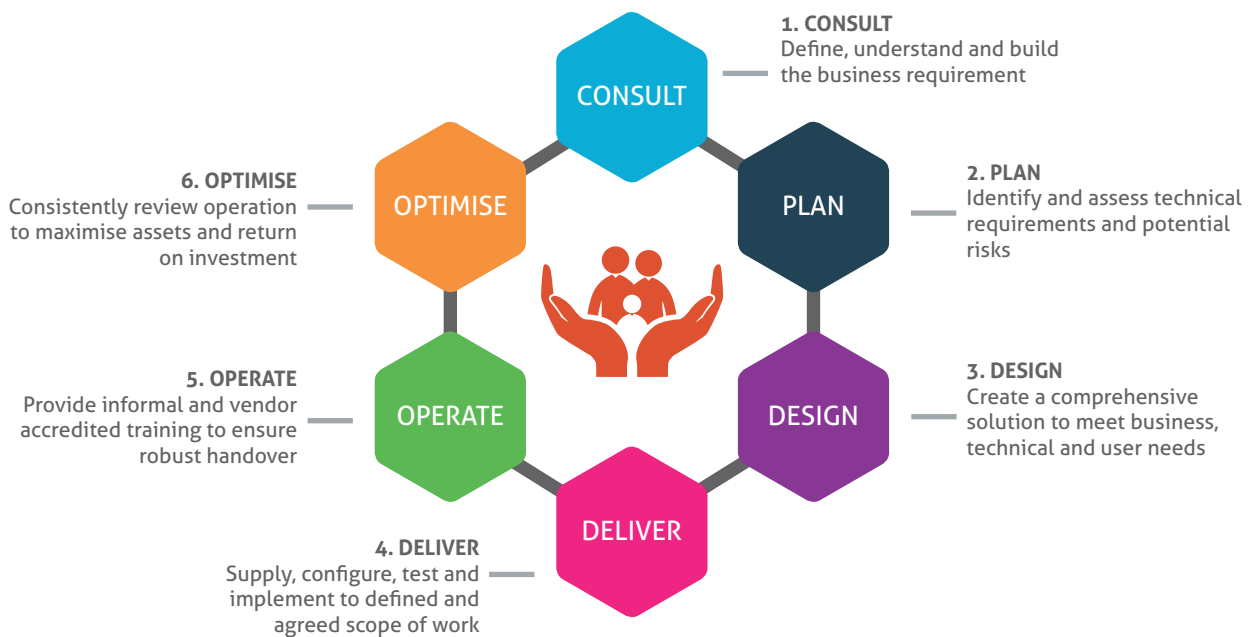 CONSULT
1. CONSULT
Define, understand and build
the business requirement
PLAN
2. PLAN
Identify and assess technical
requirements and potential
risks
DESIGN
3. DESIGN
Create a comprehensive
solution to meet business,
technical and user needs
DELIVER
4. DELIVER
Supply, configure, test and
implement to defined and
agreed scope of work
OPERATE
5. OPERATE
Provide informal and vendor
accredited training to ensure
robust handover
OPTIMISE
6. OPTIMISE
Consistently review operation
to maximise assets and return
on investment